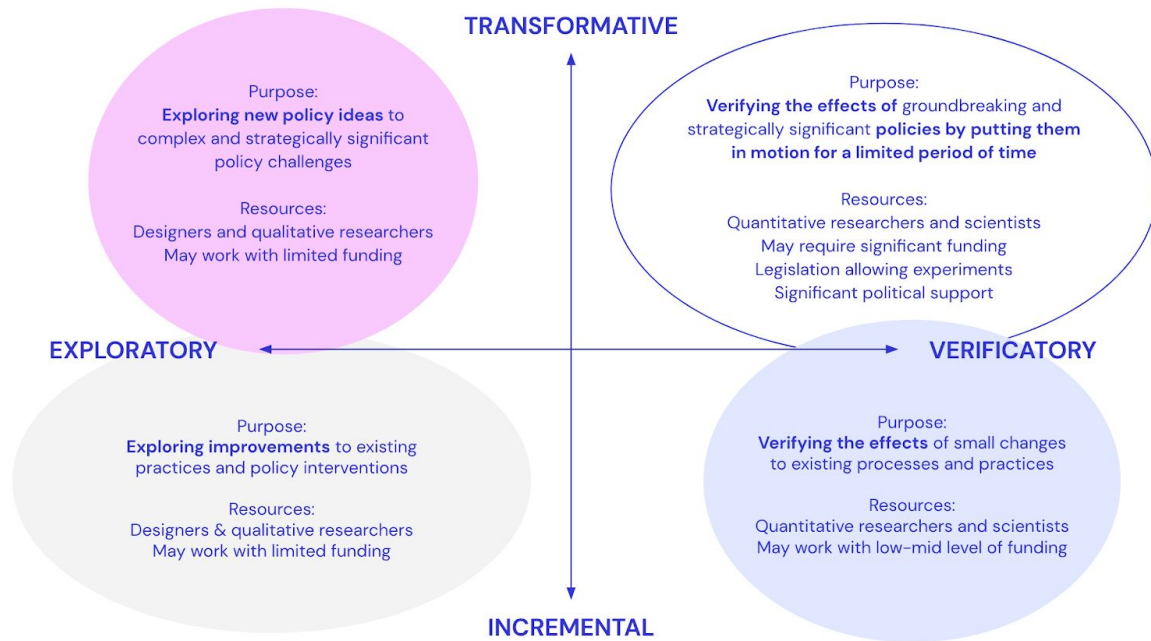 TRANSFORMATIVE
Purpose:
Exploring new policy ideas to
complex and strategically significant
policy challenges
Resources:
Designers and qualitative researchers
May work with limited funding
Purpose:
Verifying the effects of groundbreaking and
strategically significant policies by putting them
in motion for a limited period of time
Resources:
Quantitative researchers and scientists
May require significant funding
Legislation allowing experiments
Significant political support
EXPLORATORY
VERIFICATORY
Purpose:
Exploring improvements to existing
practices and policy interventions
Resources:
Designers & qualitative researchers
May work with limited funding
Purpose:
Verifying the effects of small changes
to existing processes and practices
Resources:
Quantitative researchers and scientists
May work with low-mid level of funding
INCREMENTAL